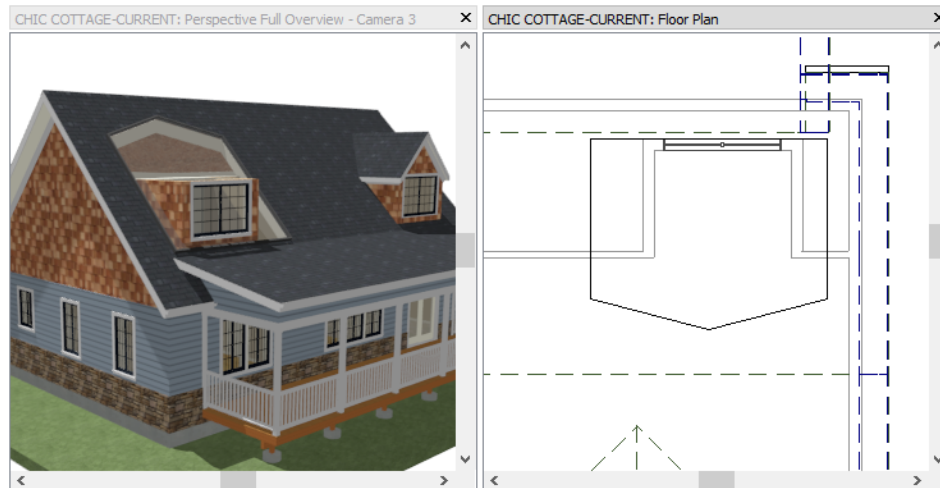 CHIC COTTAGE-CURRENT: Perspective Full Overview - Camera 3
CHIC COTTAGE-CURRENT: Floor Plan